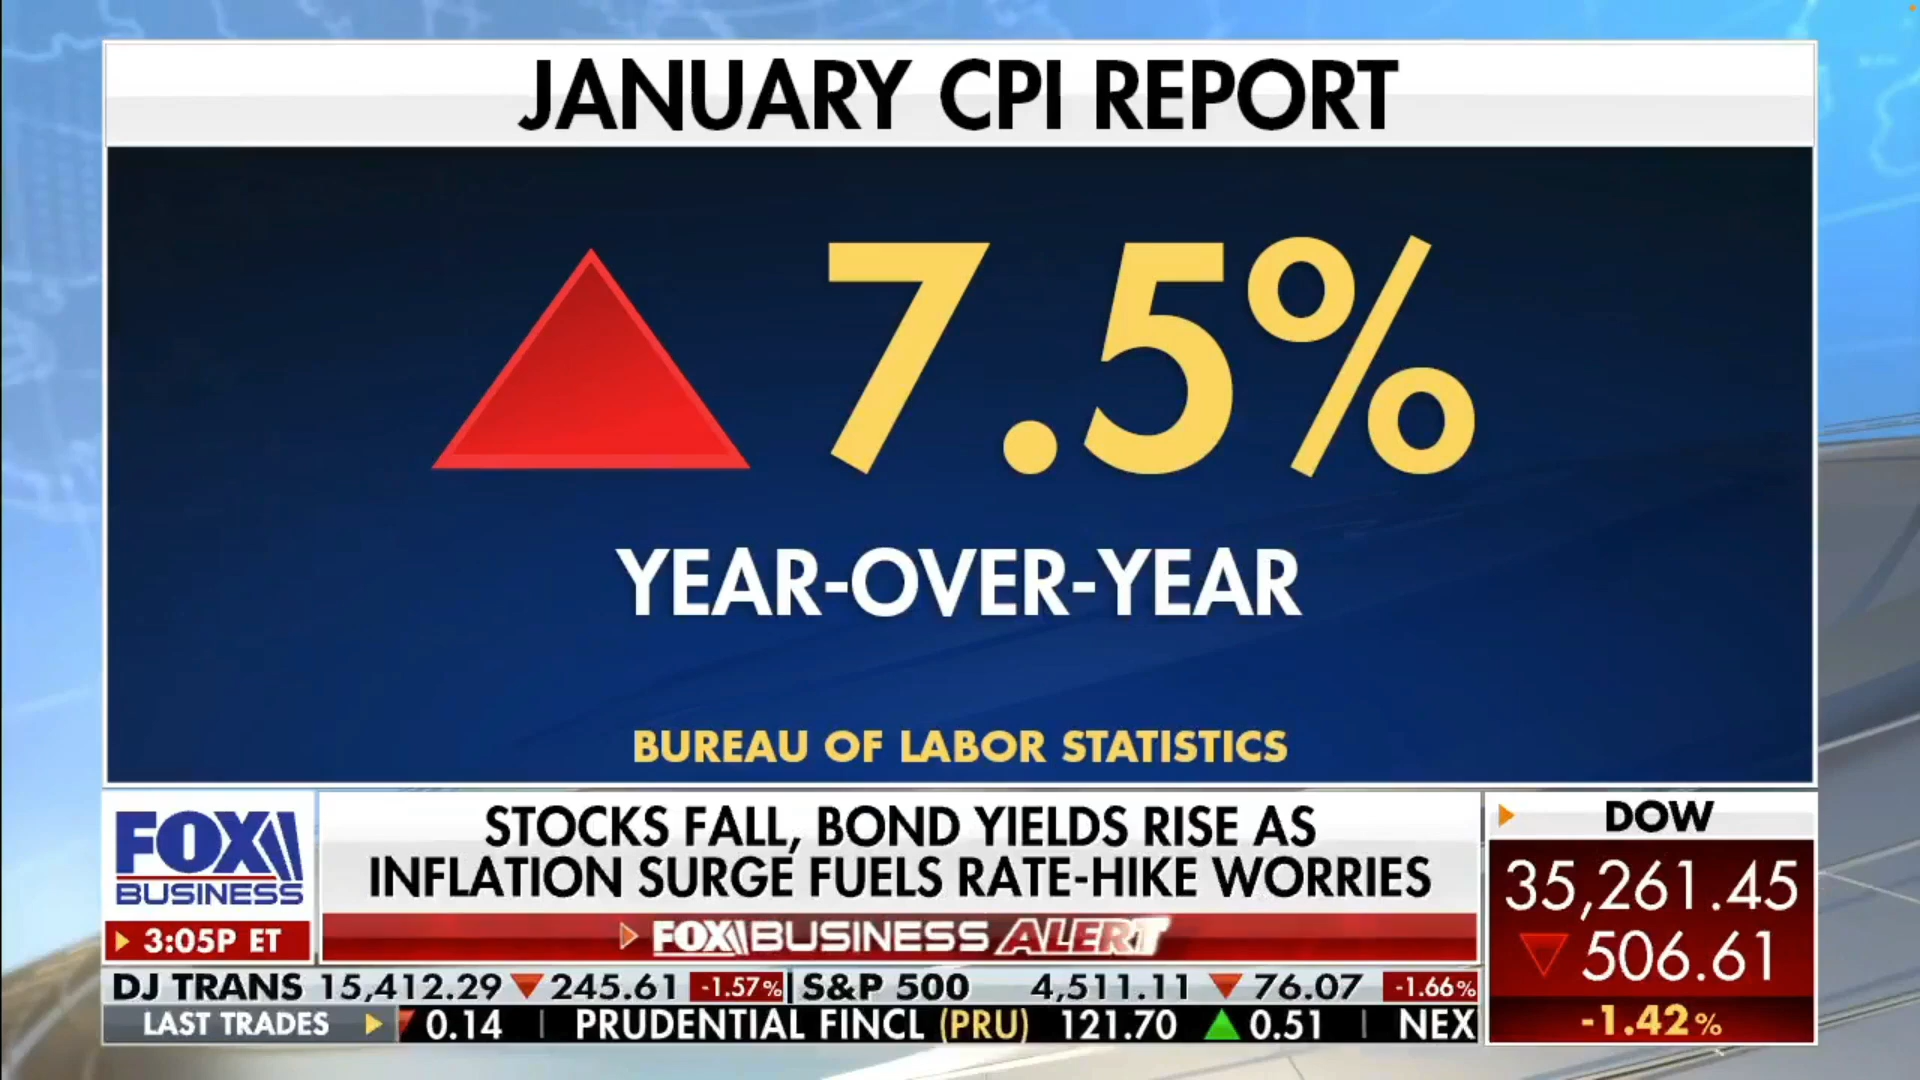 JANUARY CPI REPORT
7.5%
YEAR-OVER-YEAR
BUREAU OF LABOR STATISTICS
FOX BUSINESS
3:05P ET
STOCKS FALL, BOND YIELDS RISE AS
INFLATION SURGE FUELS RATE-HIKE WORRIES
FOX BUSINESS ALERT
DOW
35,261.45
506.61
-1.42%
DJ TRANS 15,412.29 245.61 -1.57% S&P 500 4,511.11 76.07 -1.66%
LAST TRADES 0.14 | PRUDENTIAL FINCL (PRU) 121.70 0.51 | NEX